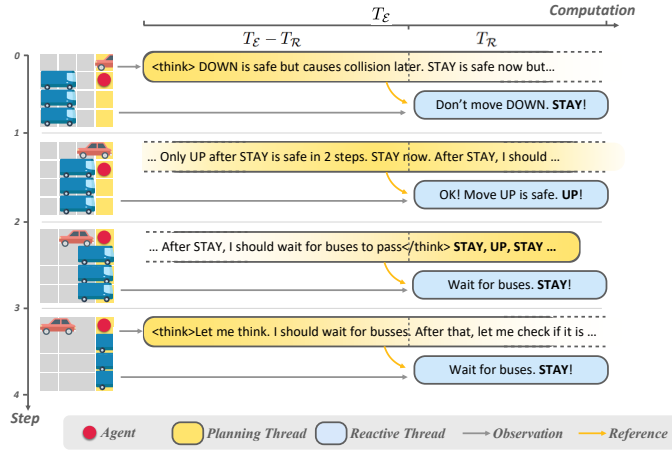 T_ℰ
Computation
T_ℰ − T_ℛ
T_ℛ
0
<think> DOWN is safe but causes collision later. STAY is safe now but…
Don't move DOWN. STAY!
1
… Only UP after STAY is safe in 2 steps. STAY now. After STAY, I should …
OK! Move UP is safe. UP!
2
… After STAY, I should wait for buses to pass</think> STAY, UP, STAY …
Wait for buses. STAY!
3
<think>Let me think. I should wait for busses. After that, let me check if it is …
Wait for buses. STAY!
4
Step
Agent
Planning Thread
Reactive Thread
Observation
Reference